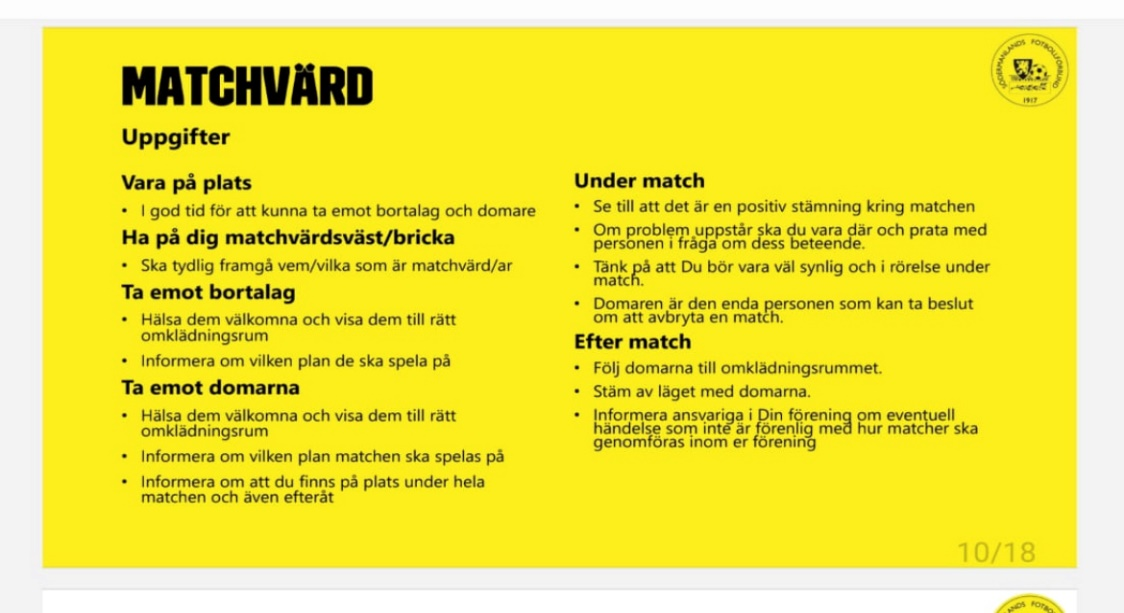 MATCHVÄRD
Uppgifter
Vara på plats
• I god tid för att kunna ta emot bortalag och domare
Ha på dig matchvärdsväst/bricka
• Ska tydlig framgå vem/vilka som är matchvärd/ar
Ta emot bortalag
• Hälsa dem välkomna och visa dem till rätt
omklädningsrum
• Informera om vilken plan de ska spela på
Ta emot domarna
• Hälsa dem välkomna och visa dem till rätt
omklädningsrum
• Informera om vilken plan matchen ska spelas på
• Informera om att du finns på plats under hela
matchen och även efteråt
Under match
• Se till att det är en positiv stämning kring matchen
• Om problem uppstår ska du vara där och prata med
personen i fråga om dess beteende.
• Tänk på att Du bör vara väl synlig och i rörelse under
match.
• Domaren är den enda personen som kan ta beslut
om att avbryta en match.
Efter match
• Följ domarna till omklädningsrummet.
• Stäm av läget med domarna.
• Informera ansvariga i Din förening om eventuell
händelse som inte är förenlig med hur matcher ska
genomföras inom er förening
SÖDERMANLANDS FOTBOLLFÖRBUND
1917
10/18